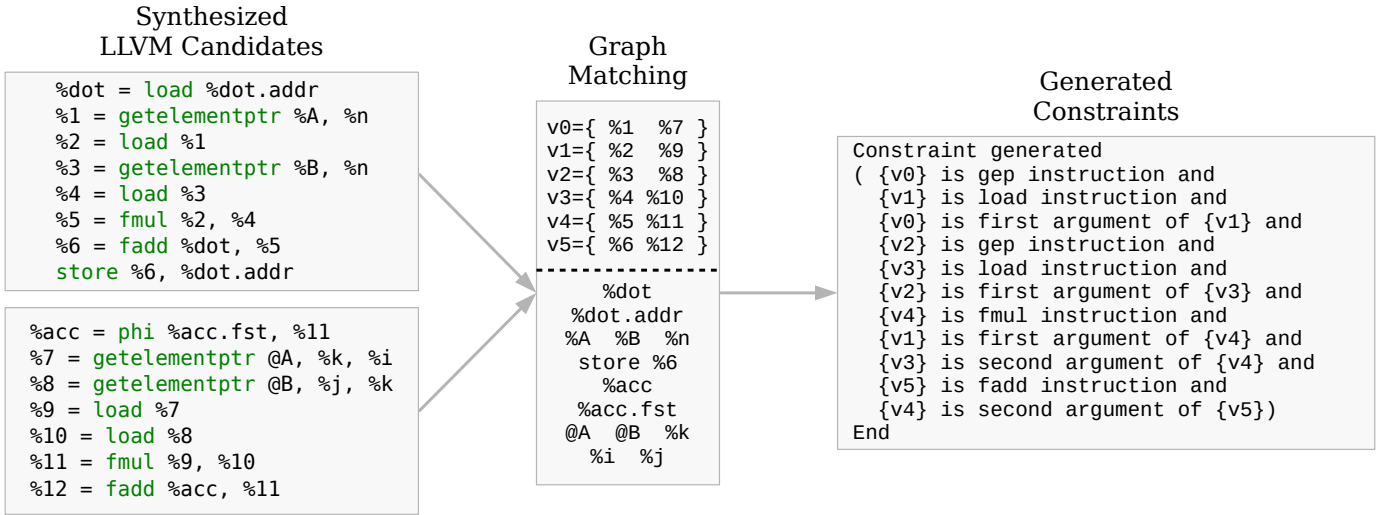 Synthesized
LLVM Candidates
%dot = load %dot.addr
%1 = getelementptr %A, %n
%2 = load %1
%3 = getelementptr %B, %n
%4 = load %3
%5 = fmul %2, %4
%6 = fadd %dot, %5
store %6, %dot.addr
%acc = phi %acc.fst, %11
%7 = getelementptr @A, %k, %i
%8 = getelementptr @B, %j, %k
%9 = load %7
%10 = load %8
%11 = fmul %9, %10
%12 = fadd %acc, %11
Graph
Matching
v0={ %1 %7 }
v1={ %2 %9 }
v2={ %3 %8 }
v3={ %4 %10 }
v4={ %5 %11 }
v5={ %6 %12 }
%dot
%dot.addr
%A %B %n
store %6
%acc
%acc.fst
@A @B %k
%i %j
Generated
Constraints
Constraint generated
( {v0} is gep instruction and
{v1} is load instruction and
{v0} is first argument of {v1} and
{v2} is gep instruction and
{v3} is load instruction and
{v2} is first argument of {v3} and
{v4} is fmul instruction and
{v1} is first argument of {v4} and
{v3} is second argument of {v4} and
{v5} is fadd instruction and
{v4} is second argument of {v5})
End